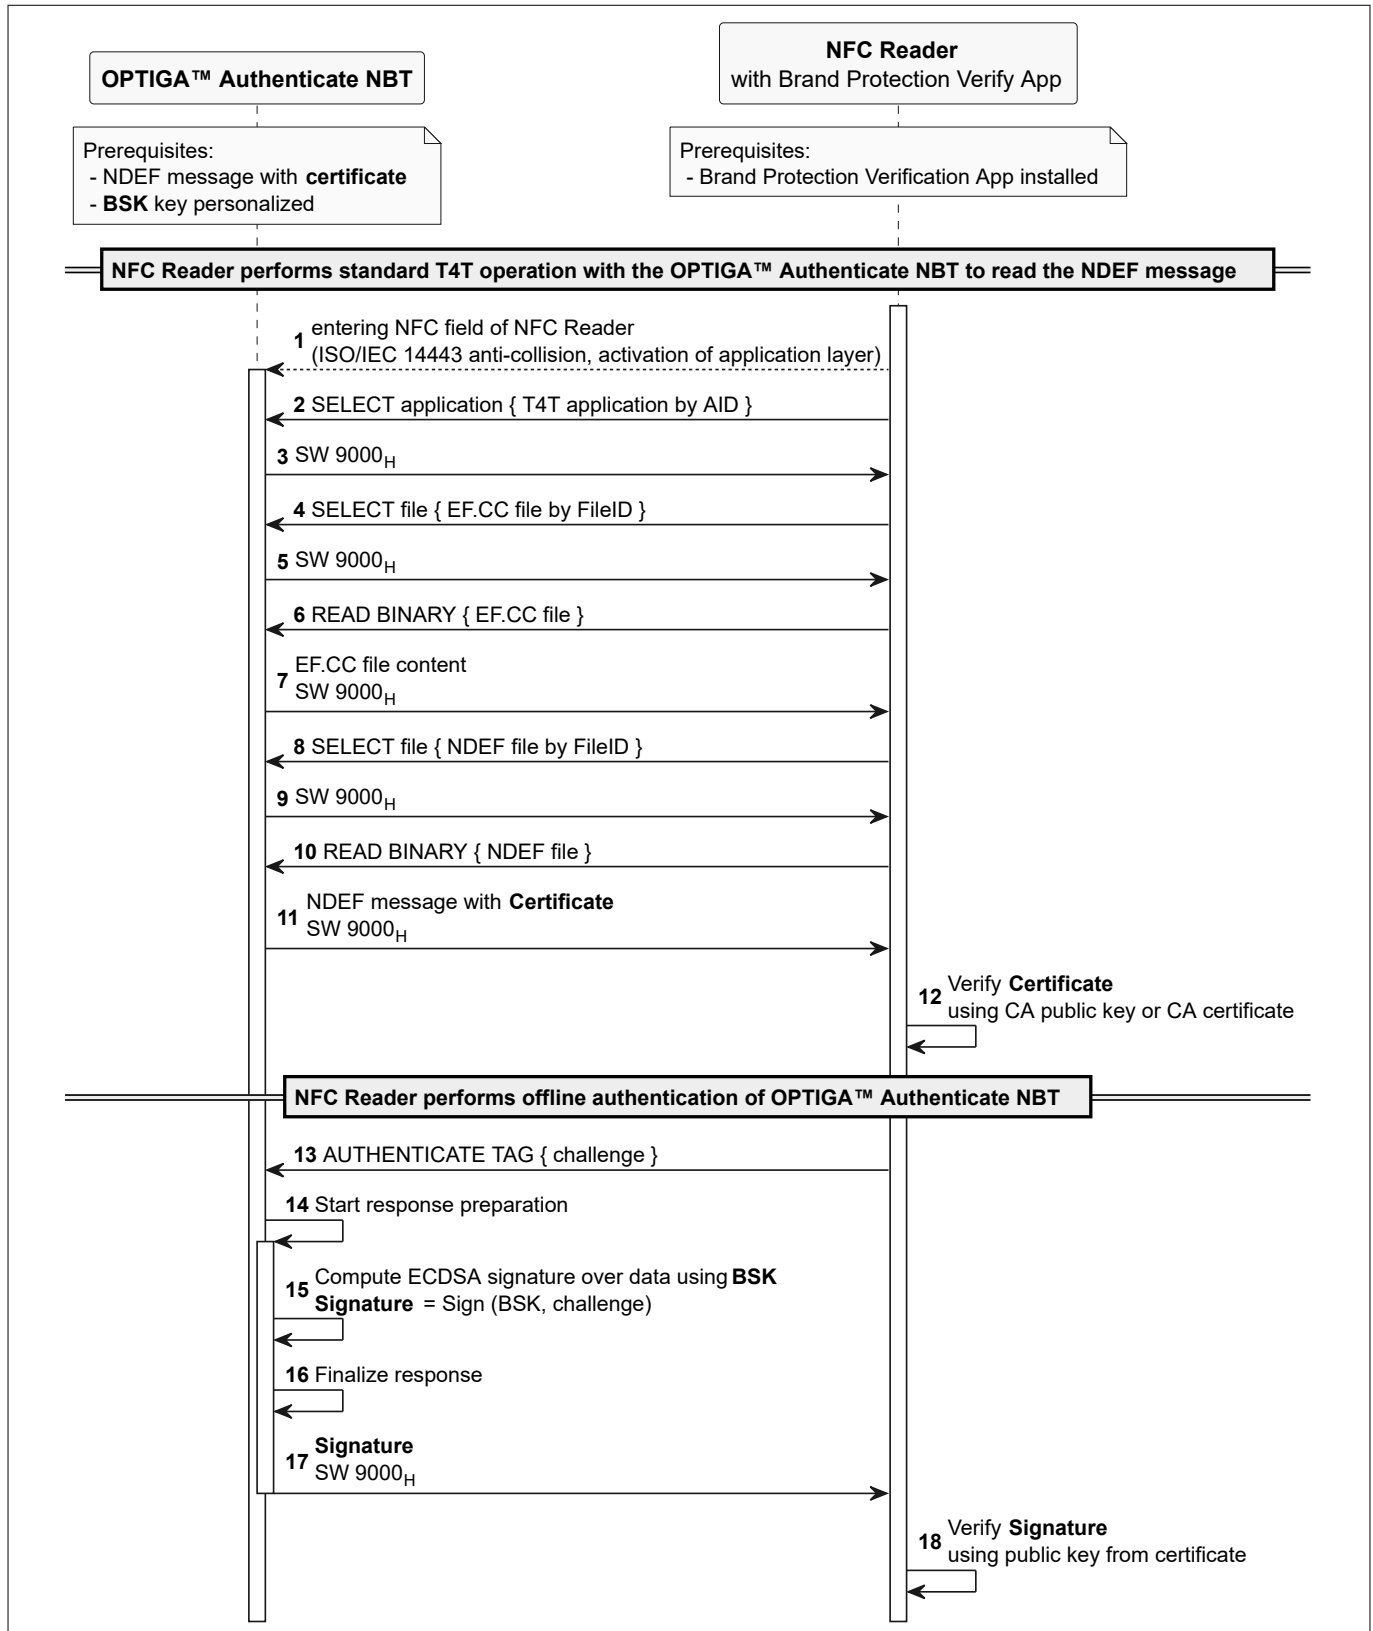 OPTIGA™ Authenticate NBT
NFC Reader
with Brand Protection Verify App
Prerequisites:
- NDEF message with certificate
- BSK key personalized
Prerequisites:
- Brand Protection Verification App installed
NFC Reader performs standard T4T operation with the OPTIGA™ Authenticate NBT to read the NDEF message
1 entering NFC field of NFC Reader
(ISO/IEC 14443 anti-collision, activation of application layer)
2 SELECT application { T4T application by AID }
3 SW 9000H
4 SELECT file { EF.CC file by FileID }
5 SW 9000H
6 READ BINARY { EF.CC file }
7 EF.CC file content
SW 9000H
8 SELECT file { NDEF file by FileID }
9 SW 9000H
10 READ BINARY { NDEF file }
11 NDEF message with Certificate
SW 9000H
12 Verify Certificate
using CA public key or CA certificate
NFC Reader performs offline authentication of OPTIGA™ Authenticate NBT
13 AUTHENTICATE TAG { challenge }
14 Start response preparation
15 Compute ECDSA signature over data using BSK
Signature = Sign (BSK, challenge)
16 Finalize response
17 Signature
SW 9000H
18 Verify Signature
using public key from certificate